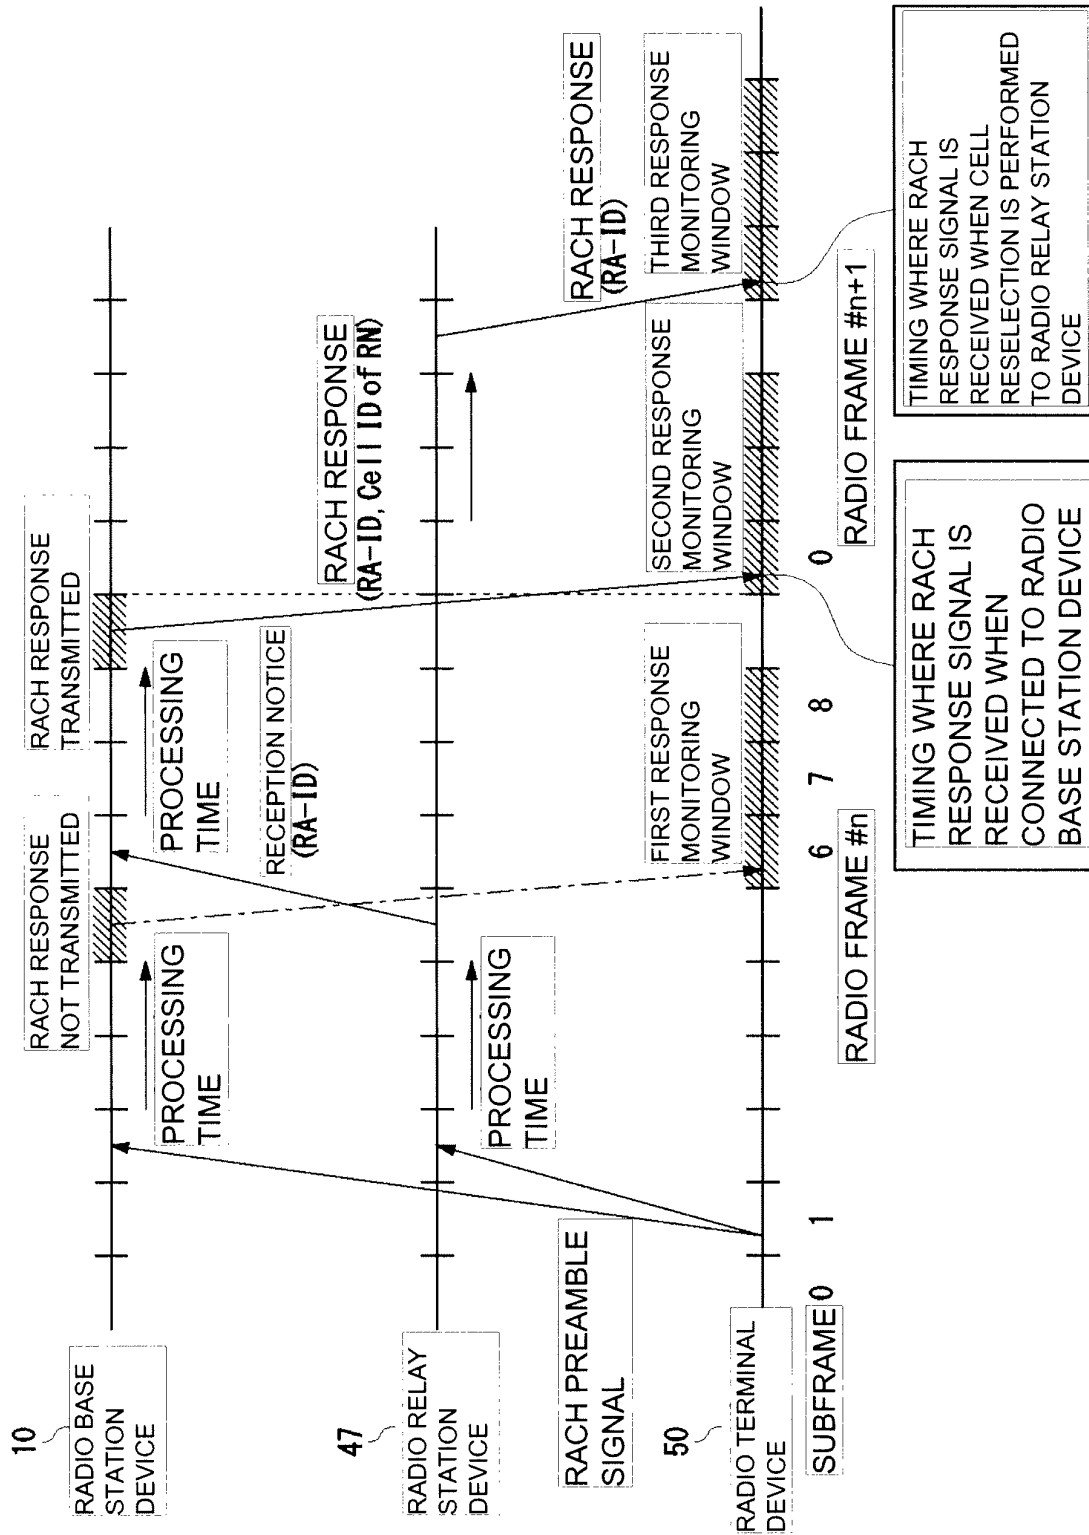 10
RADIO BASE
STATION
DEVICE
RACH RESPONSE
NOT TRANSMITTED
RACH RESPONSE
TRANSMITTED
PROCESSING
TIME
PROCESSING
TIME
RECEPTION NOTICE
(RA-ID)
RACH RESPONSE
(RA-ID, Cell ID of RN)
47
RADIO RELAY
STATION
DEVICE
PROCESSING
TIME
RACH PREAMBLE
SIGNAL
RACH RESPONSE
(RA-ID)
50
RADIO TERMINAL
DEVICE
FIRST RESPONSE
MONITORING
WINDOW
SECOND RESPONSE
MONITORING
WINDOW
THIRD RESPONSE
MONITORING
WINDOW
SUBFRAME 0 1 6 7 8 0
RADIO FRAME #n
RADIO FRAME #n+1
TIMING WHERE RACH
RESPONSE SIGNAL IS
RECEIVED WHEN
CONNECTED TO RADIO
BASE STATION DEVICE
TIMING WHERE RACH
RESPONSE SIGNAL IS
RECEIVED WHEN CELL
RESELECTION IS PERFORMED
TO RADIO RELAY STATION
DEVICE